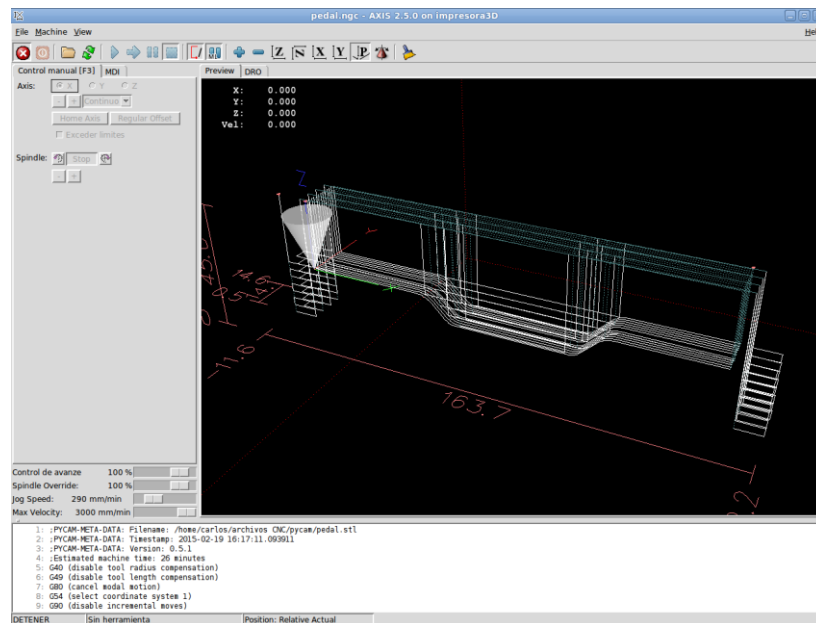 pedal.ngc - AXIS 2.5.0 on impresora3D
File Machine View
Z N X Y P
Control manual [F3] MDI
Preview DRO
Axis: X Y Z
- + Continuo
Home Axis Regular Offset
Exceder limites
Spindle: Stop
- +
X: 0.000
Y: 0.000
Z: 0.000
Vel: 0.000
Z
14.6
-11.6
163.7
Control de avanze 100 %
Spindle Override: 100 %
Jog Speed: 290 mm/min
Max Velocity: 3000 mm/min
1: ;PYCAM-META-DATA: Filename: /home/carlos/archivos CNC/pycam/pedal.stl
2: ;PYCAM-META-DATA: Timestamp: 2015-02-19 16:17:11.093911
3: ;PYCAM-META-DATA: Version: 0.5.1
4: ;Estimated machine time: 26 minutes
5: G40 (disable tool radius compensation)
6: G49 (disable tool length compensation)
7: G80 (cancel modal motion)
8: G54 (select coordinate system 1)
9: G90 (disable incremental moves)
DETENER Sin herramienta Position: Relative Actual